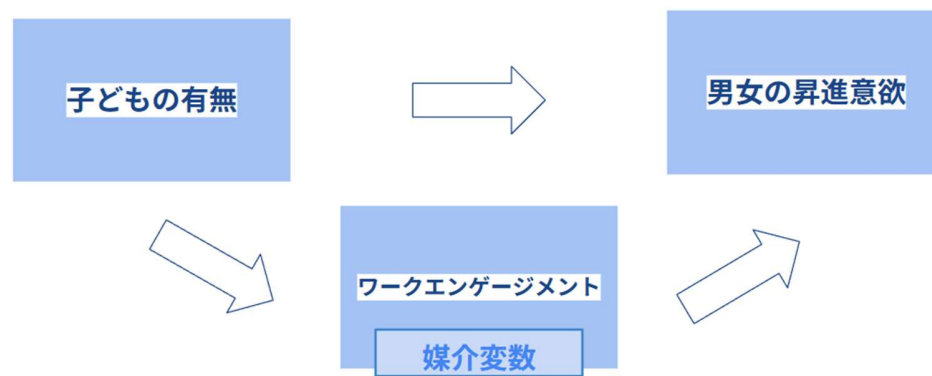 子どもの有無
男女の昇進意欲
ワークエンゲージメント
媒介変数